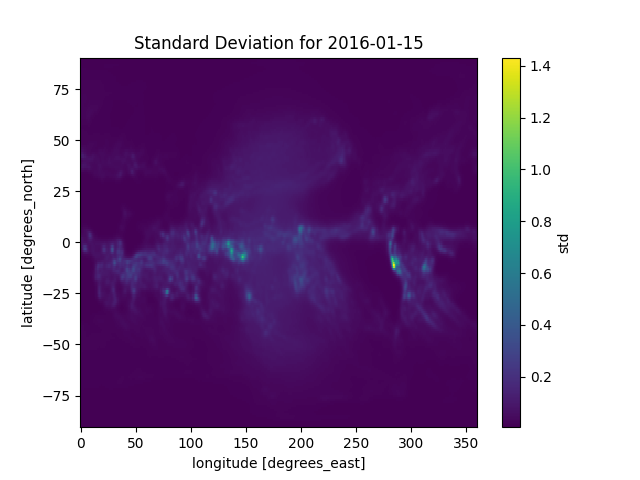 Standard Deviation for 2016-01-15
75
50
25
0
−25
−50
−75
latitude [degrees_north]
0 50 100 150 200 250 300 350
longitude [degrees_east]
1.4
1.2
1.0
0.8
0.6
0.4
0.2
std